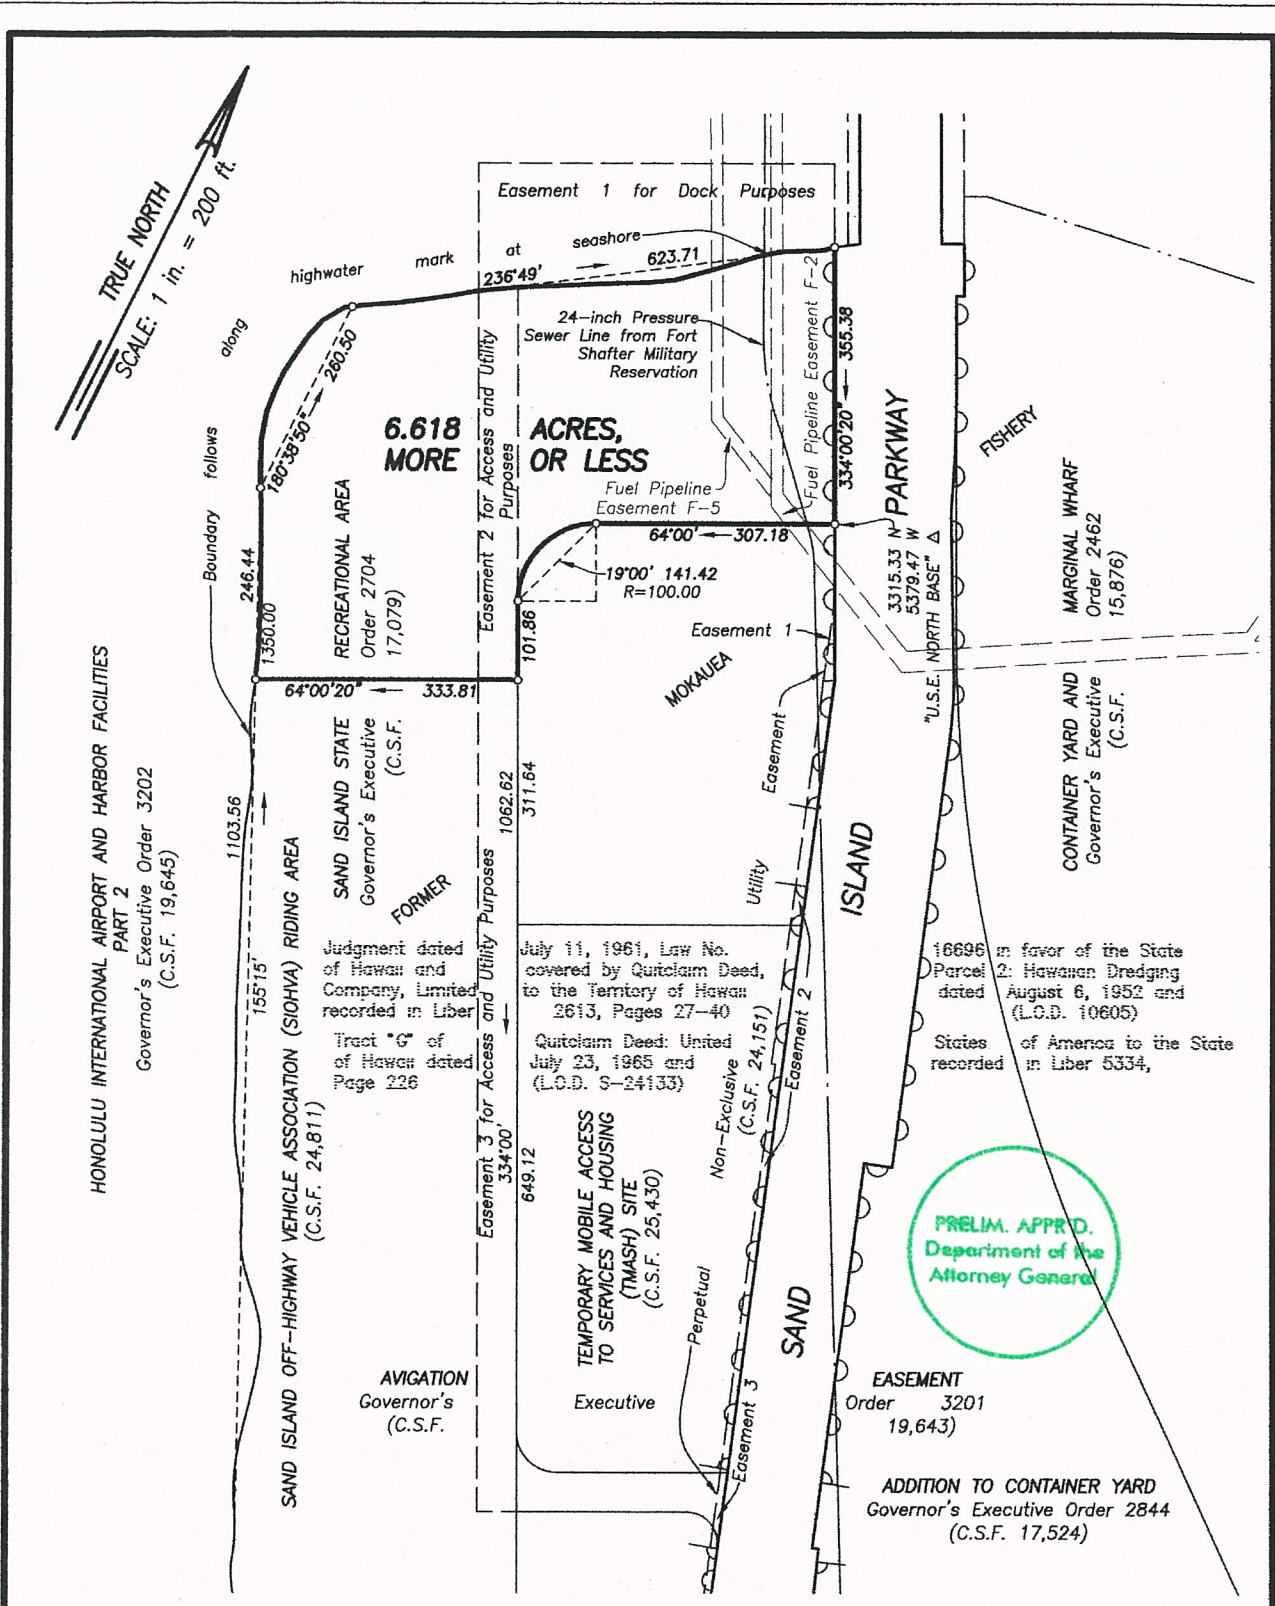 TRUE NORTH
SCALE: 1 in. = 200 ft.
Easement 1 for Dock Purposes
Boundary follows along highwater mark at seashore
236°49' 623.71
180°38'50" 260.50
24-inch Pressure
Sewer Line from Fort
Shafter Military
Reservation
Fuel Pipeline Easement F-2
334°00'20" 355.38
6.618 ACRES,
MORE OR LESS
Fuel Pipeline
Easement F-5
64°00' 307.18
19°00' 141.42
R=100.00
101.86
246.44
1350.00
64°00'20" 333.81
Easement 2 for Access and Utility
Purposes
SAND ISLAND STATE RECREATIONAL AREA
Governor's Executive Order 2704
(C.S.F. 17,079)
SAND ISLAND PARKWAY
3315.33 N
5379.47 W
"U.S.E. NORTH BASE" Δ
FORMER MOKAUEA FISHERY
CONTAINER YARD AND MARGINAL WHARF
Governor's Executive Order 2462
(C.S.F. 15,876)
Easement 1
Easement
Utility
Easement 2
Non-Exclusive
(C.S.F. 24,151)
Perpetual
Easement 3
HONOLULU INTERNATIONAL AIRPORT AND HARBOR FACILITIES
PART 2
Governor's Executive Order 3202
(C.S.F. 19,645)
1103.56
155°15'
SAND ISLAND OFF-HIGHWAY VEHICLE ASSOCIATION (SIOHVA) RIDING AREA
(C.S.F. 24,811)
1062.62
311.64
Easement 3 for Access and Utility Purposes
334°00'
649.12
Judgment dated July 11, 1961, Law No. 16696 in favor of the State
of Hawaii and covered by Quitclaim Deed, Parcel 2: Hawaiian Dredging
Company, Limited to the Territory of Hawaii dated August 6, 1952 and
recorded in Liber 2613, Pages 27-40 (L.O.D. 10605)
Tract "G" of Quitclaim Deed: United States of America to the State
of Hawaii dated July 23, 1965 and recorded in Liber 5334,
Page 226 (L.O.D. S-24133)
TEMPORARY MOBILE ACCESS
TO SERVICES AND HOUSING
(TMASH) SITE
(C.S.F. 25,430)
PRELIM. APPR'D.
Department of the
Attorney General
AVIGATION EASEMENT
Governor's Executive Order 3201
(C.S.F. 19,643)
ADDITION TO CONTAINER YARD
Governor's Executive Order 2844
(C.S.F. 17,524)